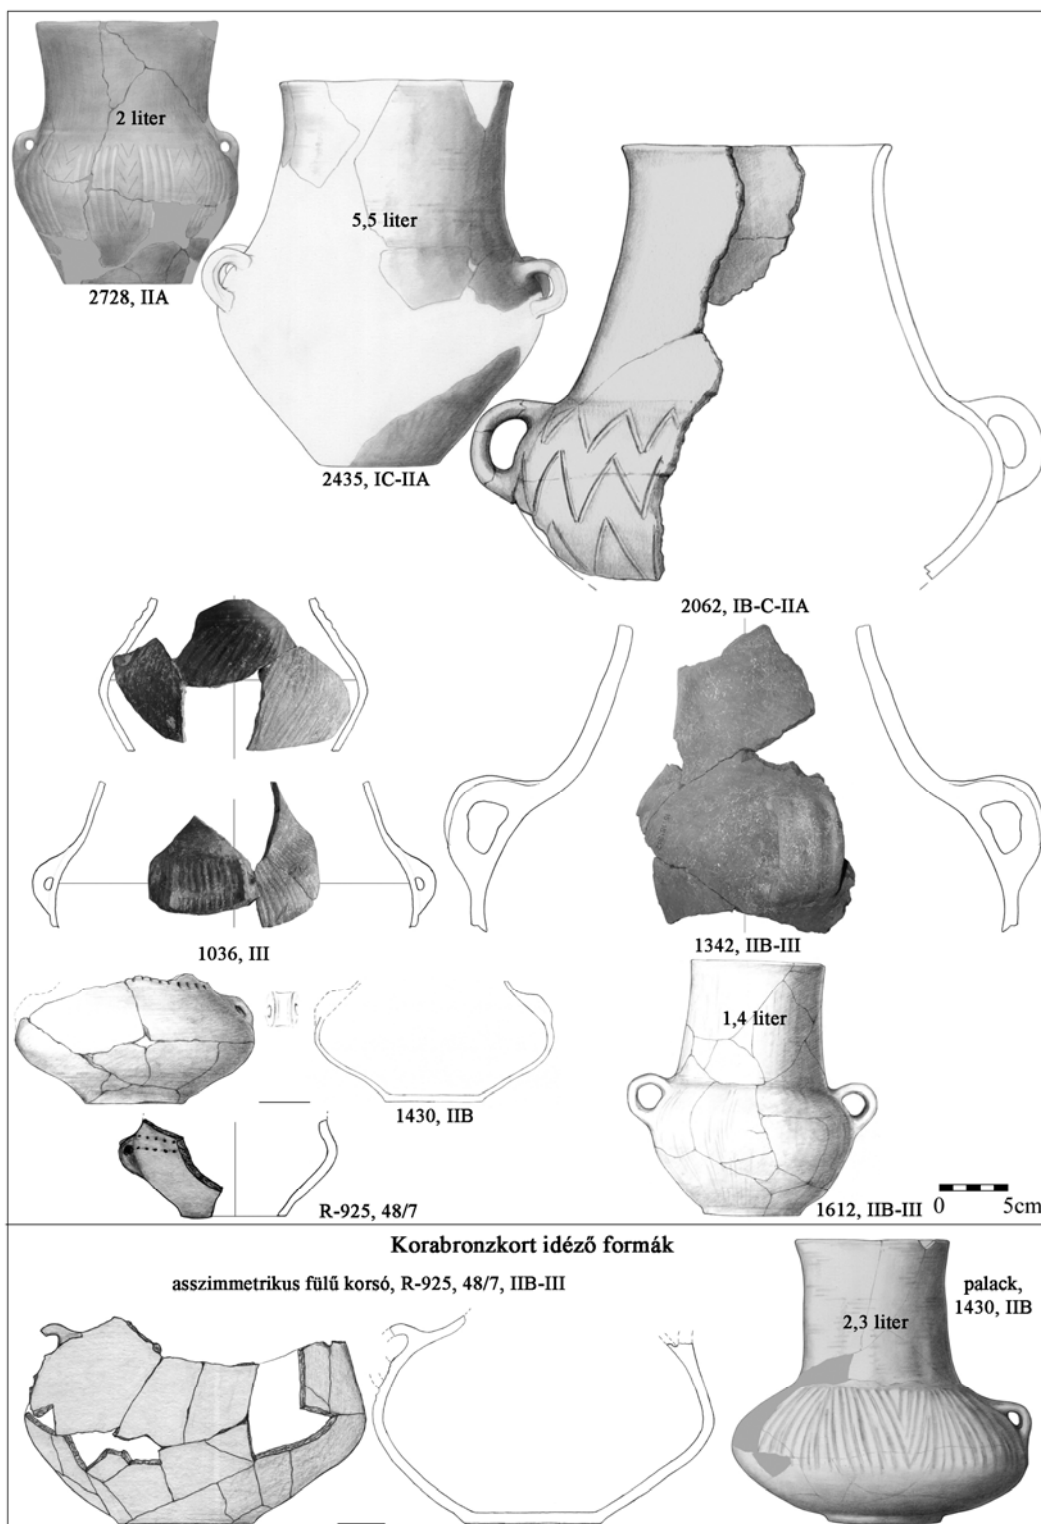 2 liter
2728, IIA
5,5 liter
2435, IC-IIA
2062, IB-C-IIA
1036, III
1342, IIB-III
1430, IIB
1,4 liter
R-925, 48/7
1612, IIB-III
0 5cm
Korabronzkort idéző formák
asszimmetrikus fülű korsó, R-925, 48/7, IIB-III
palack,
1430, IIB
2,3 liter